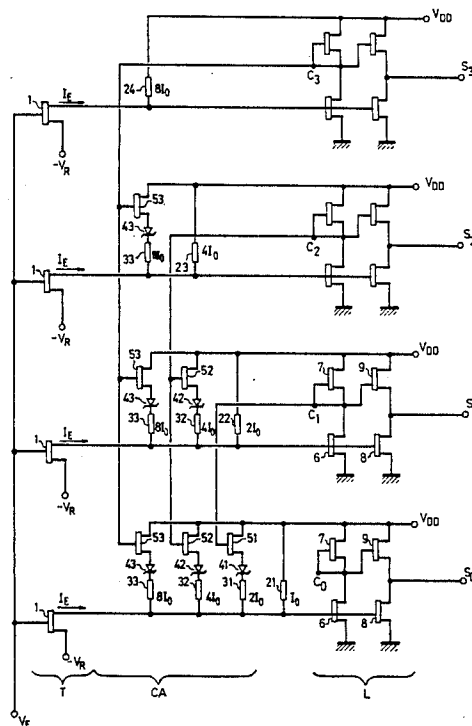 V_DD
S_3
C_3
24 8I_0
1 I_E
-V_R
V_DD
53
43
33
4I_0
23
C_2
1 I_E
-V_R
V_DD
53 52
43 42
33 8I_0 32 4I_0 22 2I_0
7 9
C_1
6 8
1 I_E
-V_R
V_DD
53 52 51
43 42 41
33 8I_0 32 4I_0 31 2I_0 21 I_0
7 9
C_0
S_0
6 8
1 I_E
-V_R
V_E
T CA L